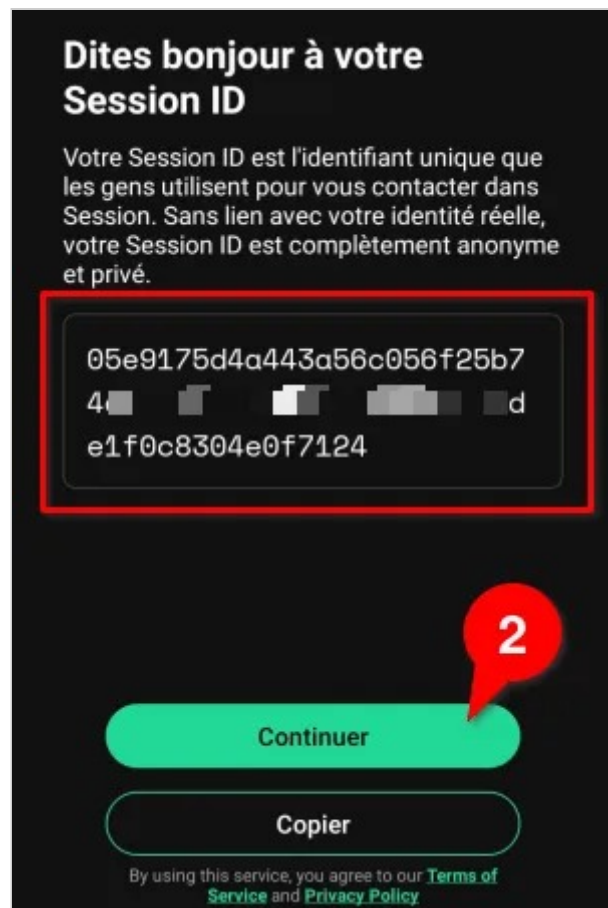 Dites bonjour à votre
Session ID
Votre Session ID est l'identifiant unique que
les gens utilisent pour vous contacter dans
Session. Sans lien avec votre identité réelle,
votre Session ID est complètement anonyme
et privé.
05e9175d4a443a56c056f25b7
d
e1f0c8304e0f7124
2
Continuer
Copier
By using this service, you agree to our Terms of
Service and Privacy Policy